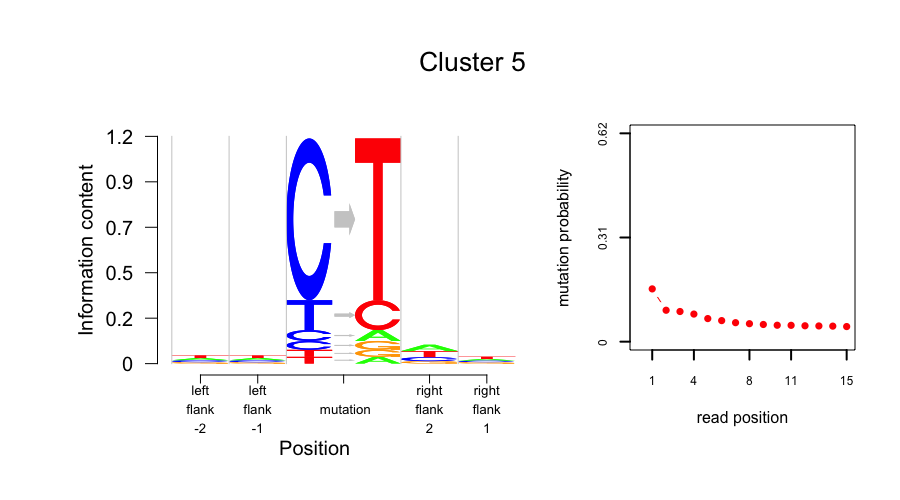 Cluster 5
Information content
1.2
0.9
0.7
0.5
0.2
0
C T
T C
C A
C G
T G
T A
left flank -2
left flank -1
mutation
right flank 2
right flank 1
Position
mutation probability
0.62
0.31
0
1 4 8 11 15
read position